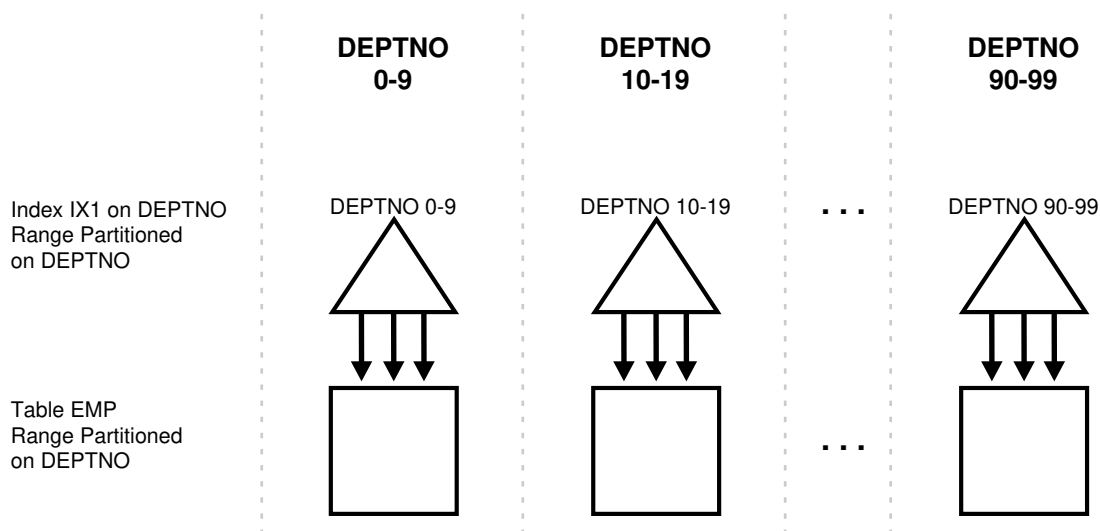 DEPTNO
0-9
DEPTNO
10-19
DEPTNO
90-99
Index IX1 on DEPTNO
Range Partitioned
on DEPTNO
DEPTNO 0-9
DEPTNO 10-19
. . .
DEPTNO 90-99
Table EMP
Range Partitioned
on DEPTNO
. . .